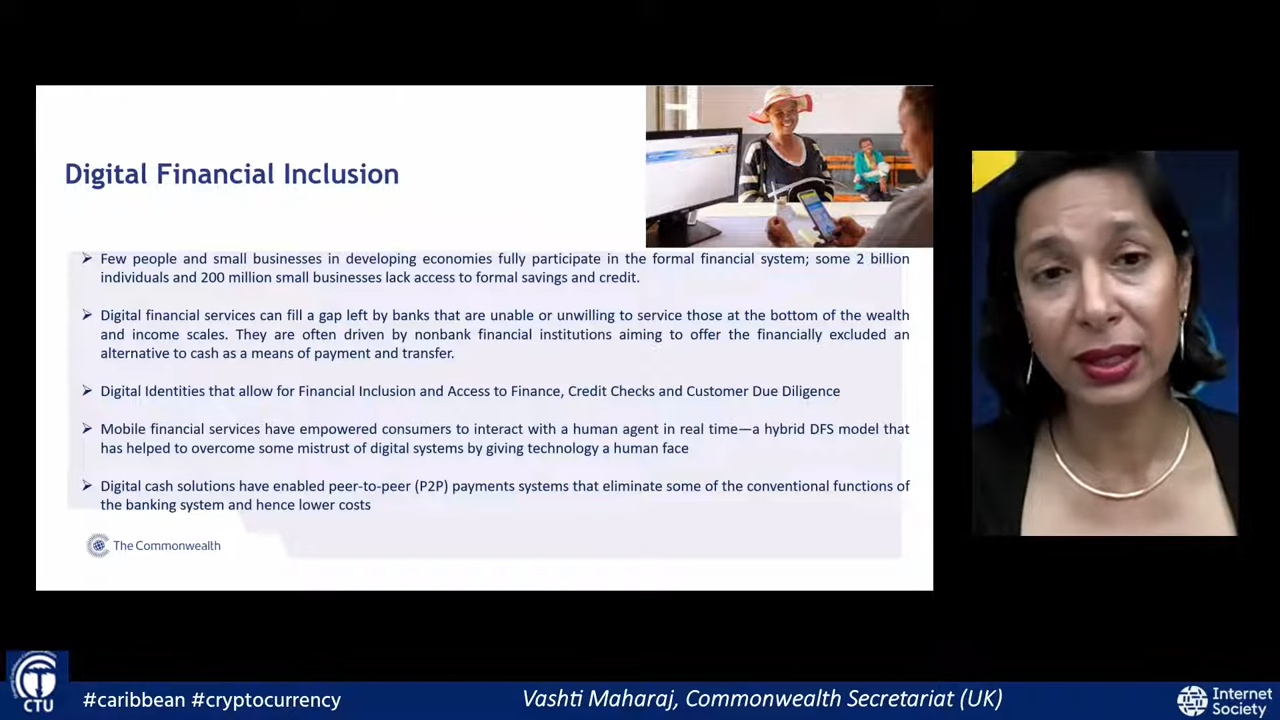 Digital Financial Inclusion
➢ Few people and small businesses in developing economies fully participate in the formal financial system; some 2 billion
individuals and 200 million small businesses lack access to formal savings and credit.
➢ Digital financial services can fill a gap left by banks that are unable or unwilling to service those at the bottom of the wealth
and income scales. They are often driven by nonbank financial institutions aiming to offer the financially excluded an
alternative to cash as a means of payment and transfer.
➢ Digital Identities that allow for Financial Inclusion and Access to Finance, Credit Checks and Customer Due Diligence
➢ Mobile financial services have empowered consumers to interact with a human agent in real time—a hybrid DFS model that
has helped to overcome some mistrust of digital systems by giving technology a human face
➢ Digital cash solutions have enabled peer-to-peer (P2P) payments systems that eliminate some of the conventional functions of
the banking system and hence lower costs
The Commonwealth
CTU
#caribbean #cryptocurrency
Vashti Maharaj, Commonwealth Secretariat (UK)
Internet
Society